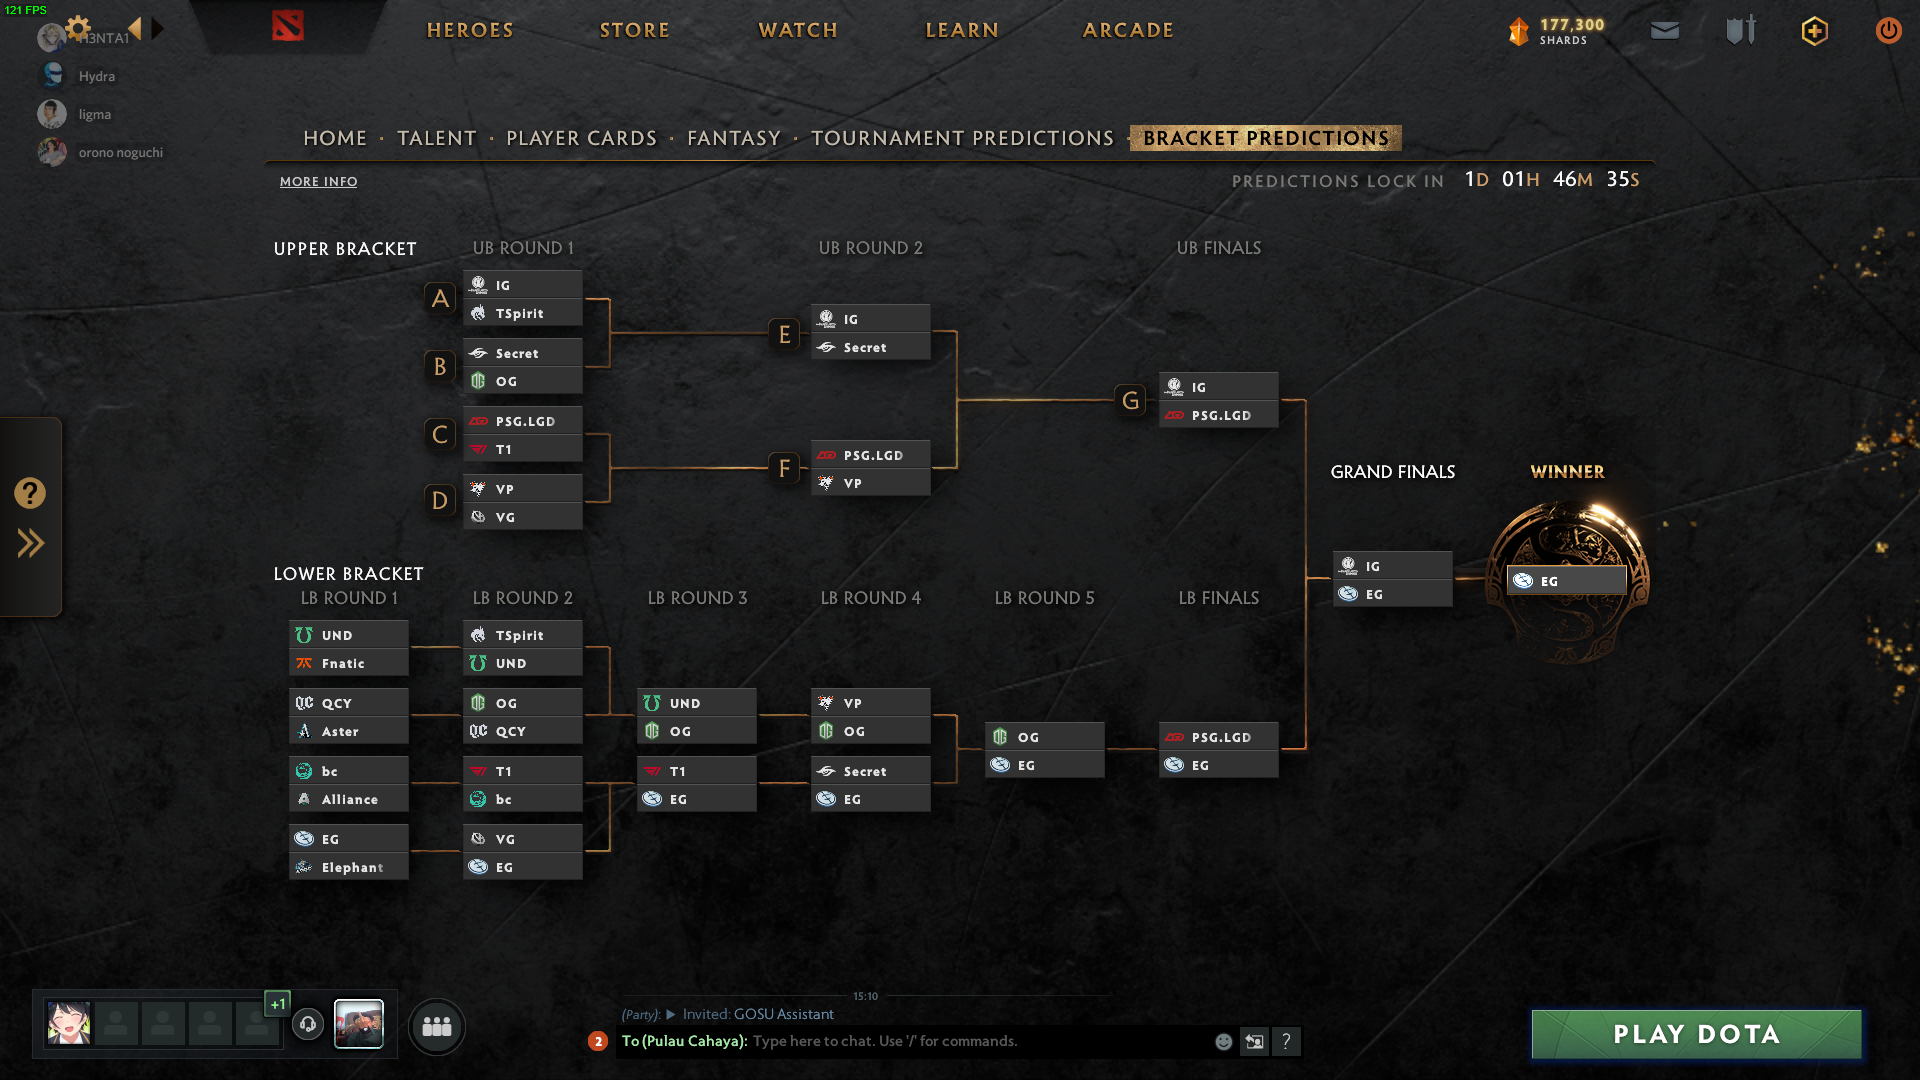 121 FPS
H3NTA1
Hydra
ligma
orono noguchi
HEROES
STORE
WATCH
LEARN
ARCADE
177,300
SHARDS
HOME · TALENT · PLAYER CARDS · FANTASY · TOURNAMENT PREDICTIONS · BRACKET PREDICTIONS
MORE INFO
PREDICTIONS LOCK IN 1D 01H 46M 35S
UPPER BRACKET
UB ROUND 1
UB ROUND 2
UB FINALS
A
IG
TSpirit
B
Secret
OG
C
PSG.LGD
T1
D
VP
VG
E
IG
Secret
F
PSG.LGD
VP
G
IG
PSG.LGD
GRAND FINALS
WINNER
IG
EG
EG
LOWER BRACKET
LB ROUND 1
LB ROUND 2
LB ROUND 3
LB ROUND 4
LB ROUND 5
LB FINALS
UND
Fnatic
QCY
Aster
bc
Alliance
EG
Elephant
TSpirit
UND
OG
QCY
T1
bc
VG
EG
UND
OG
T1
EG
VP
OG
Secret
EG
OG
EG
PSG.LGD
EG
+1
15:10
(Party): ▶ Invited: GOSU Assistant
2
To (Pulau Cahaya): Type here to chat. Use '/' for commands.
?
?
PLAY DOTA